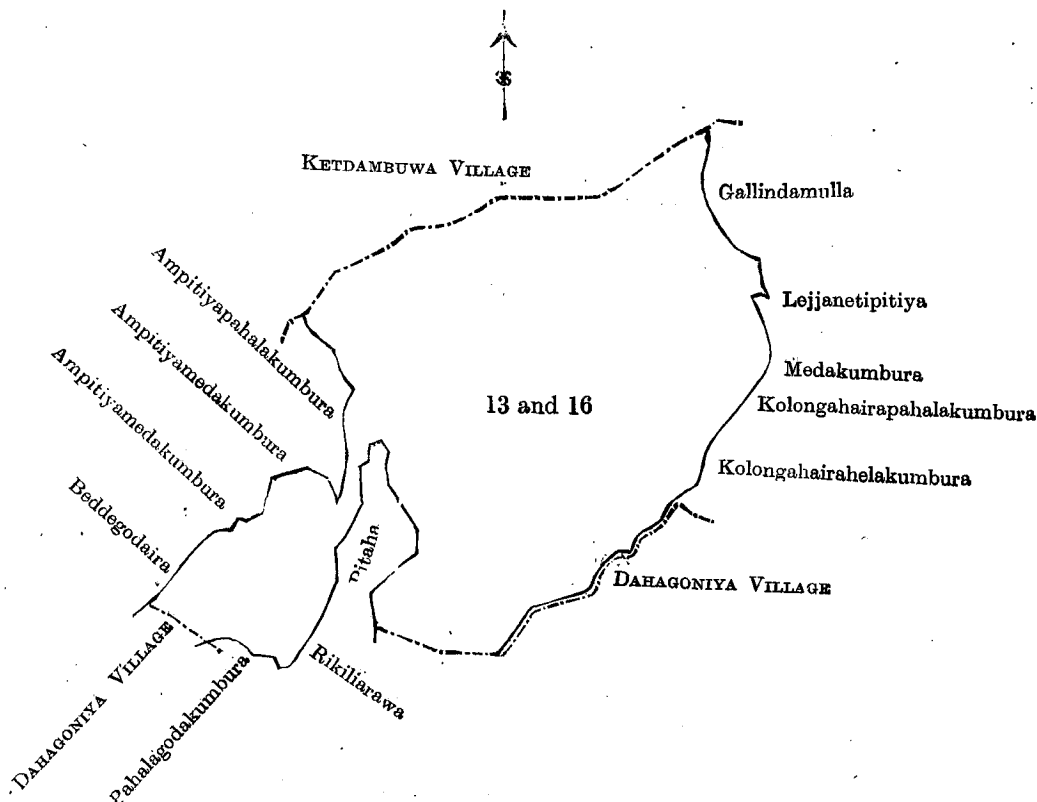 KETDAMBUWA VILLAGE
Gallindamulla
Ampitiyapahalakumbura
Lejjanetipitiya
Ampitiyamedakumbura
Medakumbura
Ampitiyamedakumbura
13 and 16
Kolongahairapahalakumbura
Kolongahairahelakumbura
Beddegodaira
Pitaha
DAHAGONIYA VILLAGE
DAHAGONIYA VILLAGE
Pahalagodakumbura
Rikiliarawa